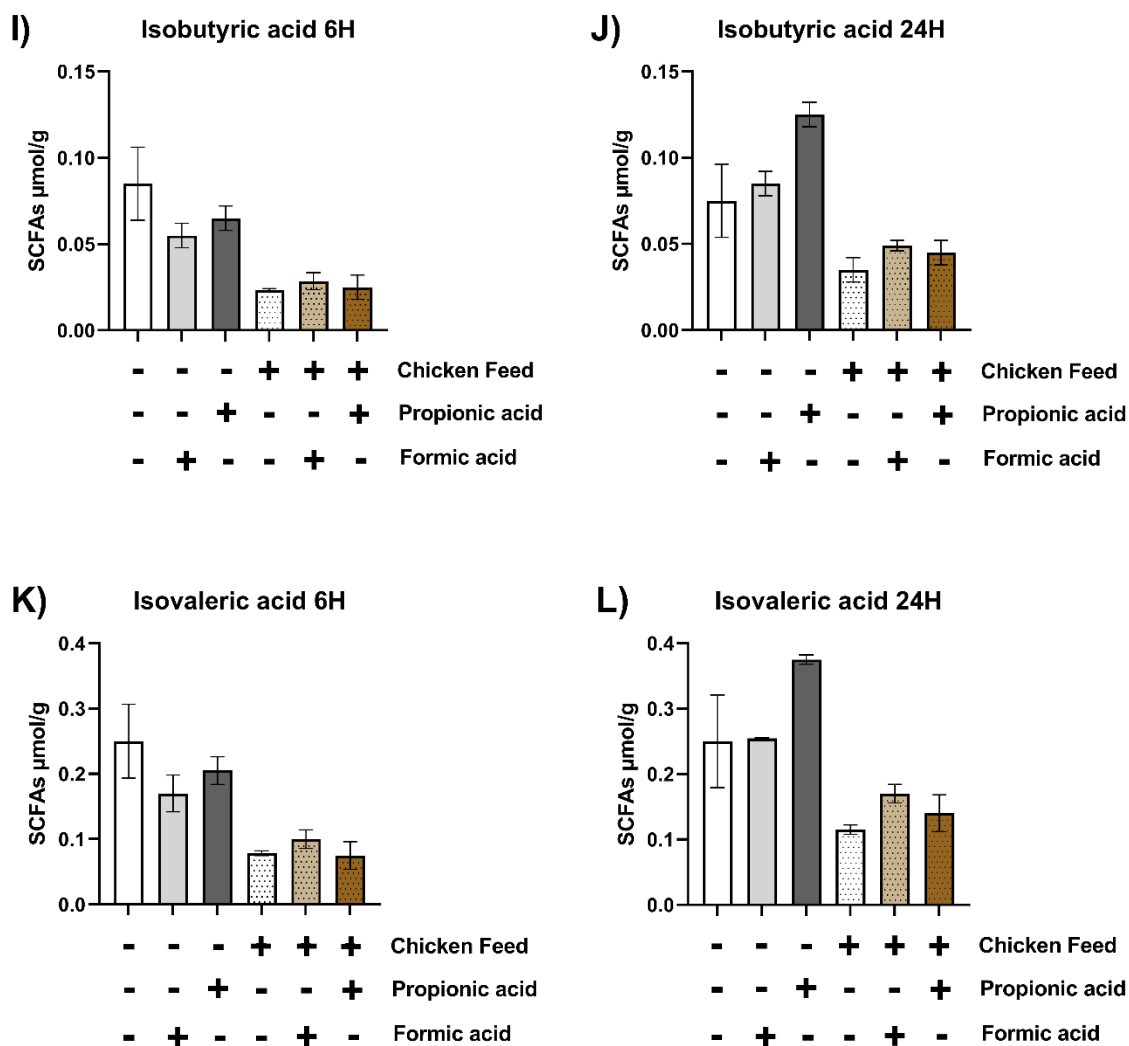 I) Isobutyric acid 6H
SCFAs µmol/g
0.15
0.10
0.05
0.00
- - - + + + Chicken Feed
- - + - - + Propionic acid
- + - - + - Formic acid
J) Isobutyric acid 24H
SCFAs µmol/g
0.15
0.10
0.05
0.00
- - - + + + Chicken Feed
- - + - - + Propionic acid
- + - - + - Formic acid
K) Isovaleric acid 6H
SCFAs µmol/g
0.4
0.3
0.2
0.1
0.0
- - - + + + Chicken Feed
- - + - - + Propionic acid
- + - - + - Formic acid
L) Isovaleric acid 24H
SCFAs µmol/g
0.4
0.3
0.2
0.1
0.0
- - - + + + Chicken Feed
- - + - - + Propionic acid
- + - - + - Formic acid